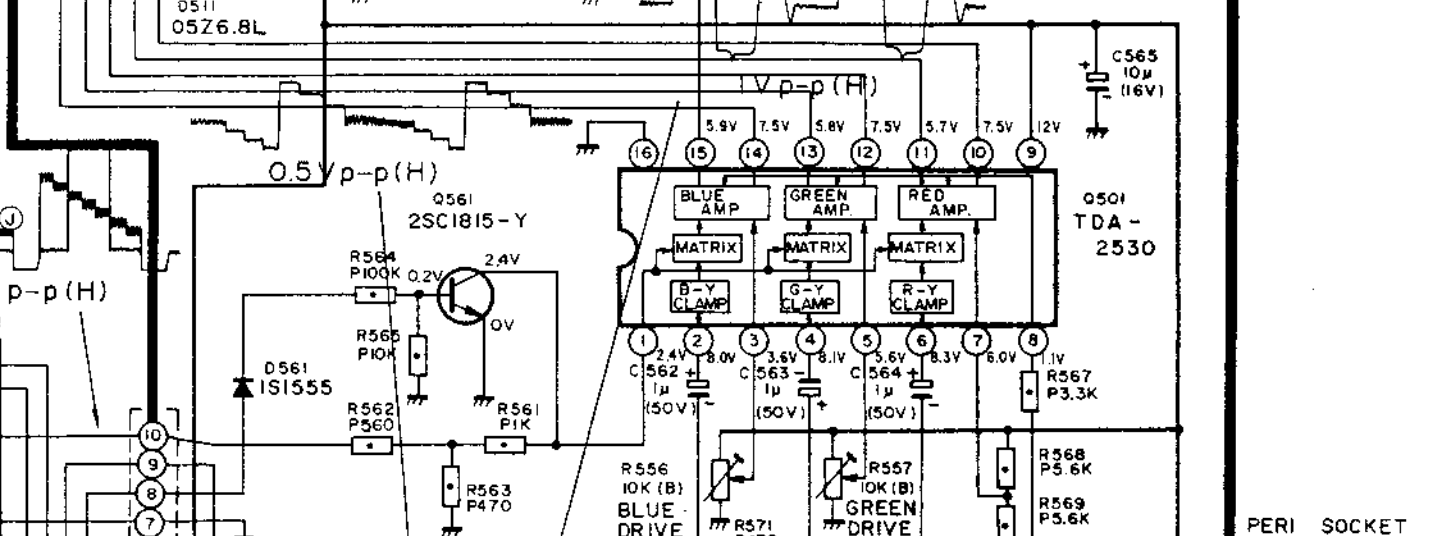 D511
05Z6.8L
1V p-p (H)
C565
10µ
(16V)
+
-
5.9V
7.5V
5.8V
7.5V
5.7V
7.5V
12V
16
15
14
13
12
11
10
9
0.5V p-p (H)
Q561
2SC1815-Y
BLUE
AMP
GREEN
AMP.
RED
AMP.
Q501
TDA-
2530
J
MATRIX
MATRIX
MATRIX
R564
P100K
0.2V
2.4V
B-Y
CLAMP
G-Y
CLAMP
R-Y
CLAMP
p-p (H)
0V
R565
P10K
1
2
3
4
5
6
7
8
2.4V
8.0V
3.6V
8.1V
5.6V
8.3V
6.0V
1.1V
D561
1S1555
C562
1µ
(50V)
+
-
C563
1µ
(50V)
-
+
C564
1µ
(50V)
+
-
R567
P3.3K
R562
P560
R561
P1K
10
9
8
7
R563
P470
R556
10K (B)
BLUE
DRIVE
R557
10K (B)
GREEN
DRIVE
R568
P5.6K
R569
P5.6K
R571
PERI SOCKET